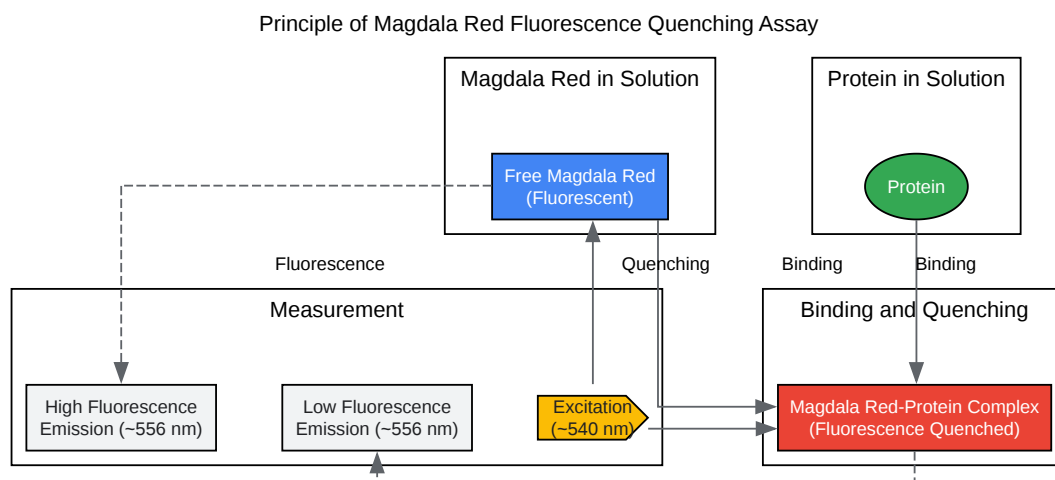 Principle of Magdala Red Fluorescence Quenching Assay
Magdala Red in Solution
Protein in Solution
Free Magdala Red
(Fluorescent)
Protein
Fluorescence
Quenching
Binding
Binding
Measurement
Binding and Quenching
High Fluorescence
Emission (~556 nm)
Low Fluorescence
Emission (~556 nm)
Excitation
(~540 nm)
Magdala Red-Protein Complex
(Fluorescence Quenched)